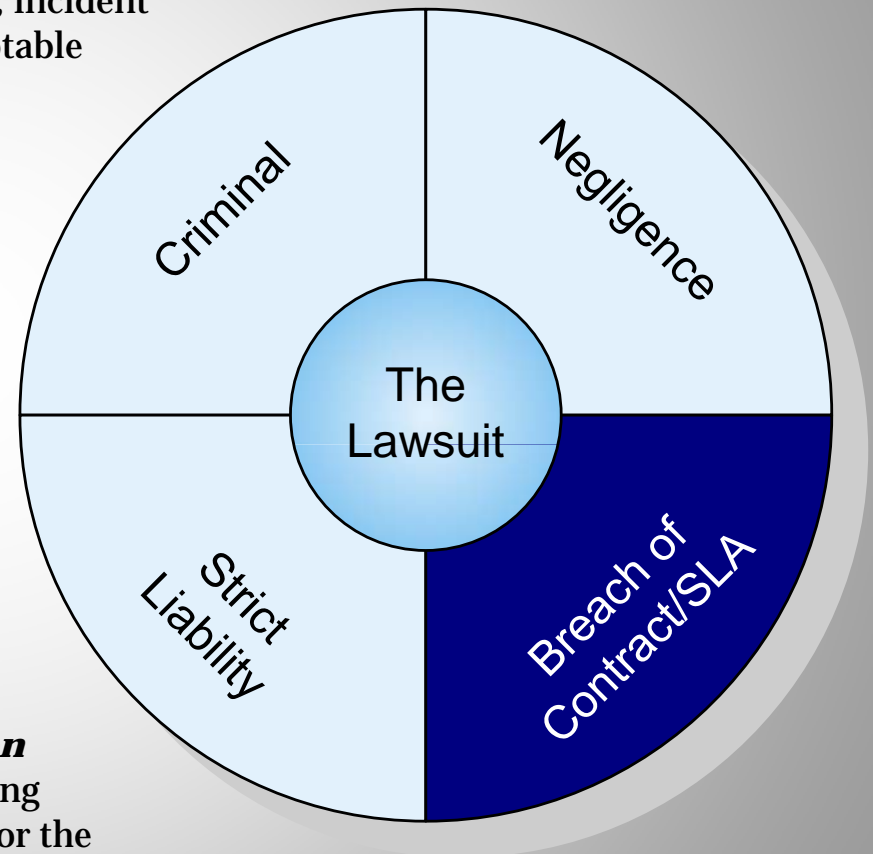 incident
table
Criminal
Negligence
The
Lawsuit
Strict
Liability
Breach of
Contract/SLA
n
ng
or the